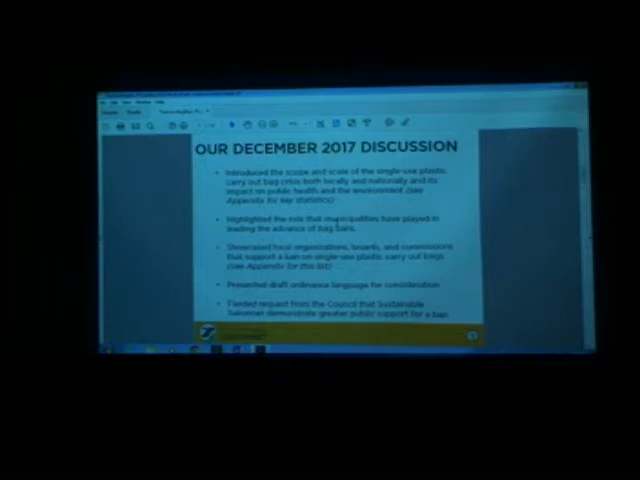 OUR DECEMBER 2017 DISCUSSION
• Introduced the scope and scale of the single-use plastic
carry out bag crisis both locally and nationally and its
impact on public health and the environment (see
Appendix for key statistics)
• Highlighted the role that municipalities have played in
leading the advance of bag bans.
• Showcased local organizations, boards, and commissions
that support a ban on single-use plastic carry out bags
(see Appendix for this list)
• Presented draft ordinance language for consideration
• Fielded request from the Council that Sustainable
demonstrate greater public support for a ban